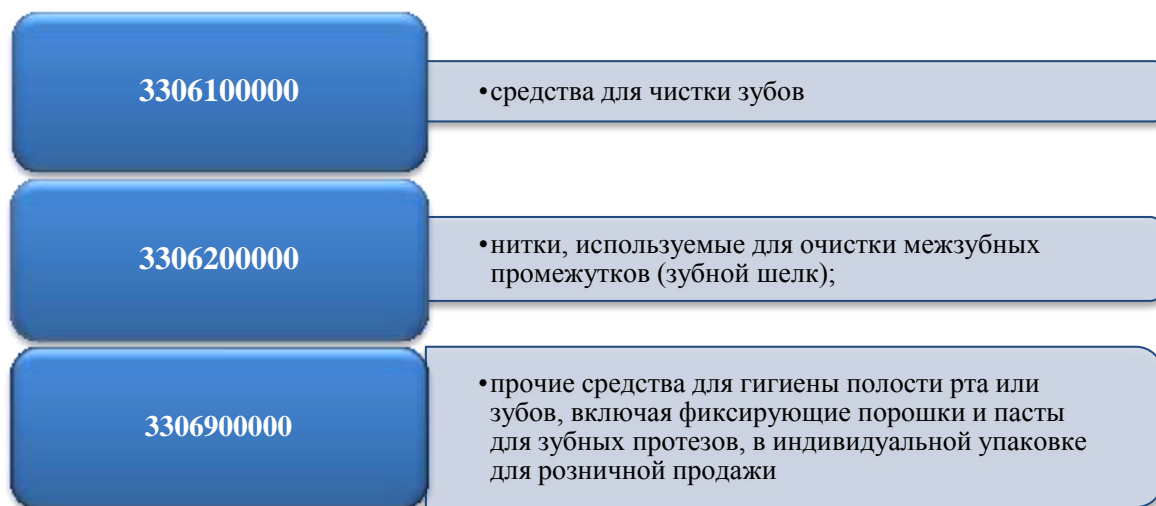 3306100000
•средства для чистки зубов
3306200000
•нитки, используемые для очистки межзубных
промежутков (зубной шелк);
3306900000
•прочие средства для гигиены полости рта или
зубов, включая фиксирующие порошки и пасты
для зубных протезов, в индивидуальной упаковке
для розничной продажи